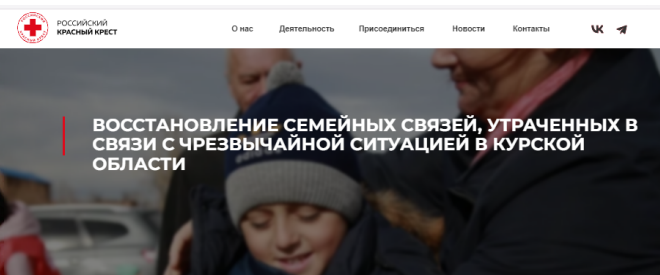 РОССИЙСКИЙ
КРАСНЫЙ КРЕСТ
О нас Деятельность Присоединиться Новости Контакты
ВОССТАНОВЛЕНИЕ СЕМЕЙНЫХ СВЯЗЕЙ, УТРАЧЕННЫХ В
СВЯЗИ С ЧРЕЗВЫЧАЙНОЙ СИТУАЦИЕЙ В КУРСКОЙ
ОБЛАСТИ